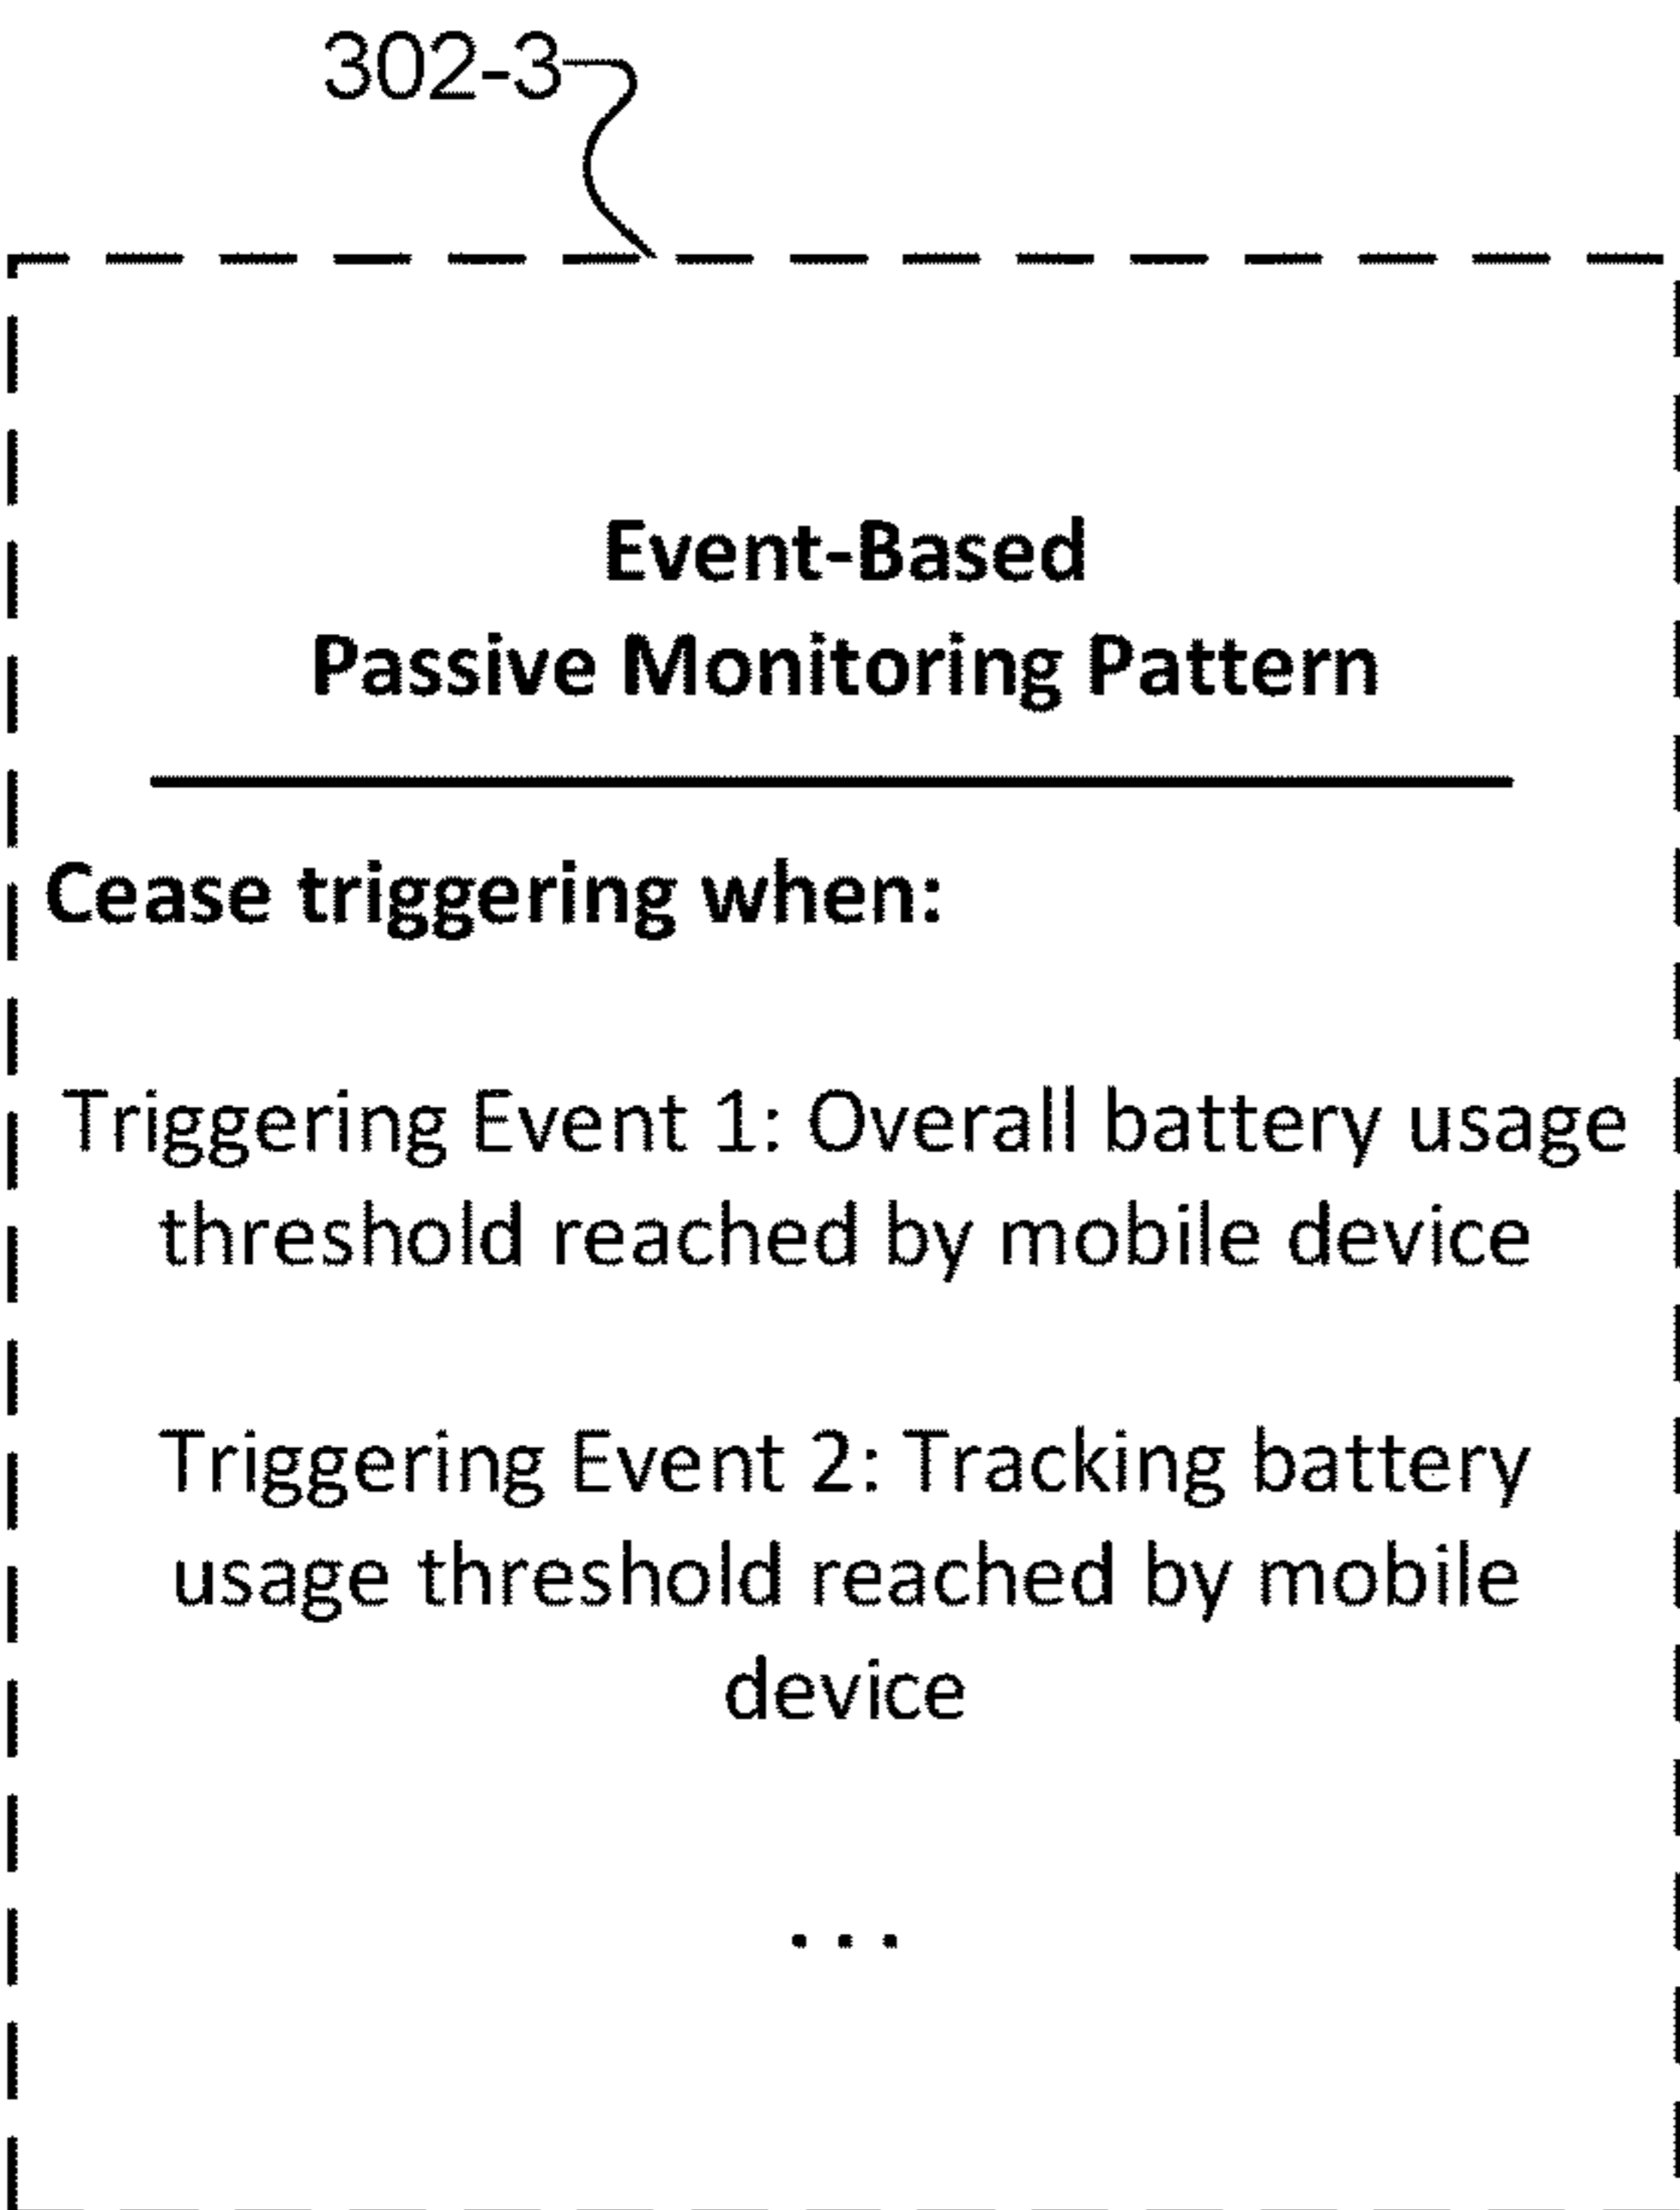 302-3
Event-Based
Passive Monitoring Pattern
Cease triggering when:
Triggering Event 1: Overall battery usage
threshold reached by mobile device
Triggering Event 2: Tracking battery
usage threshold reached by mobile
device
...